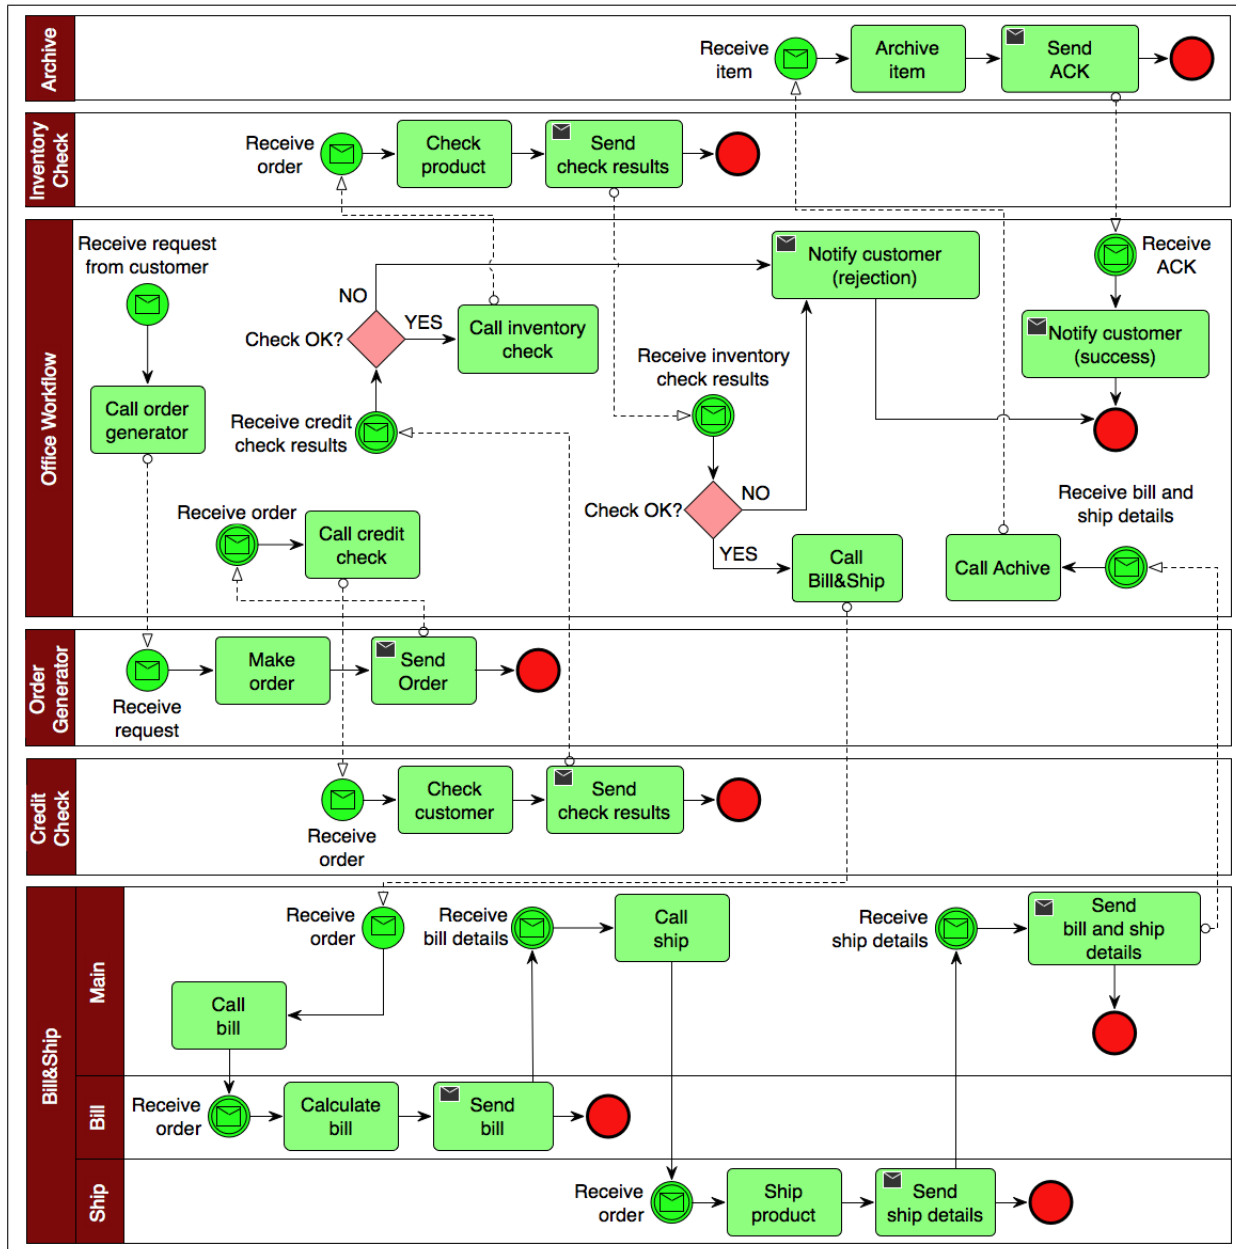 Archive
Receive
item
Archive
item
Send
ACK
Inventory
Check
Receive
order
Check
product
Send
check results
Office Workflow
Receive request
from customer
Call order
generator
NO
Check OK?
YES
Call inventory
check
Receive credit
check results
Receive order
Call credit
check
Notify customer
(rejection)
Receive inventory
check results
Check OK?
NO
YES
Call
Bill&Ship
Receive
ACK
Notify customer
(success)
Receive bill and
ship details
Call Achive
Order
Generator
Receive
request
Make
order
Send
Order
Credit
Check
Receive
order
Check
customer
Send
check results
Bill&Ship
Main
Receive
order
Call
bill
Receive
bill details
Call
ship
Receive
ship details
Send
bill and ship
details
Bill
Receive
order
Calculate
bill
Send
bill
Ship
Receive
order
Ship
product
Send
ship details